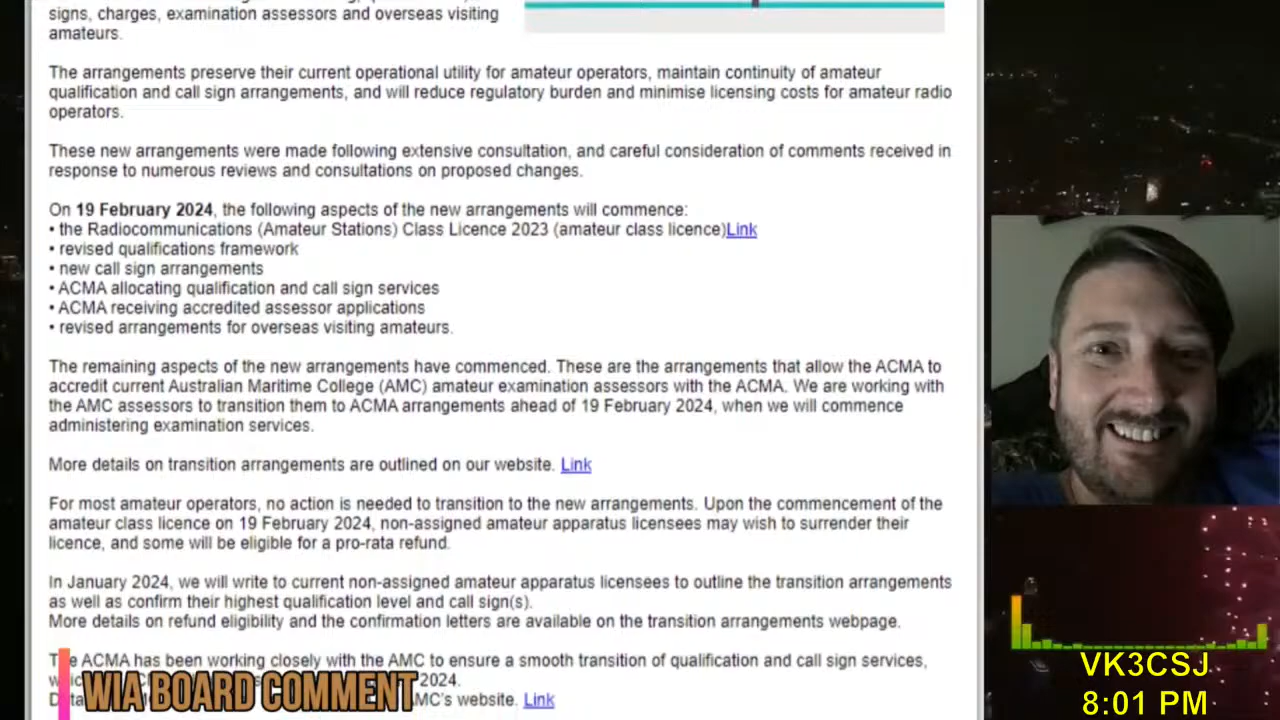 signs, charges, examination assessors and overseas visiting
amateurs.
The arrangements preserve their current operational utility for amateur operators, maintain continuity of amateur
qualification and call sign arrangements, and will reduce regulatory burden and minimise licensing costs for amateur radio
operators.
These new arrangements were made following extensive consultation, and careful consideration of comments received in
response to numerous reviews and consultations on proposed changes.
On 19 February 2024, the following aspects of the new arrangements will commence:
• the Radiocommunications (Amateur Stations) Class Licence 2023 (amateur class licence)Link
• revised qualifications framework
• new call sign arrangements
• ACMA allocating qualification and call sign services
• ACMA receiving accredited assessor applications
• revised arrangements for overseas visiting amateurs.
The remaining aspects of the new arrangements have commenced. These are the arrangements that allow the ACMA to
accredit current Australian Maritime College (AMC) amateur examination assessors with the ACMA. We are working with
the AMC assessors to transition them to ACMA arrangements ahead of 19 February 2024, when we will commence
administering examination services.
More details on transition arrangements are outlined on our website. Link
For most amateur operators, no action is needed to transition to the new arrangements. Upon the commencement of the
amateur class licence on 19 February 2024, non-assigned amateur apparatus licensees may wish to surrender their
licence, and some will be eligible for a pro-rata refund.
In January 2024, we will write to current non-assigned amateur apparatus licensees to outline the transition arrangements
as well as confirm their highest qualification level and call sign(s).
More details on refund eligibility and the confirmation letters are available on the transition arrangements webpage.
The ACMA has been working closely with the AMC to ensure a smooth transition of qualification and call sign services,
2024.
AMC's website. Link
WIA BOARD COMMENT
VK3CSJ
8:01 PM